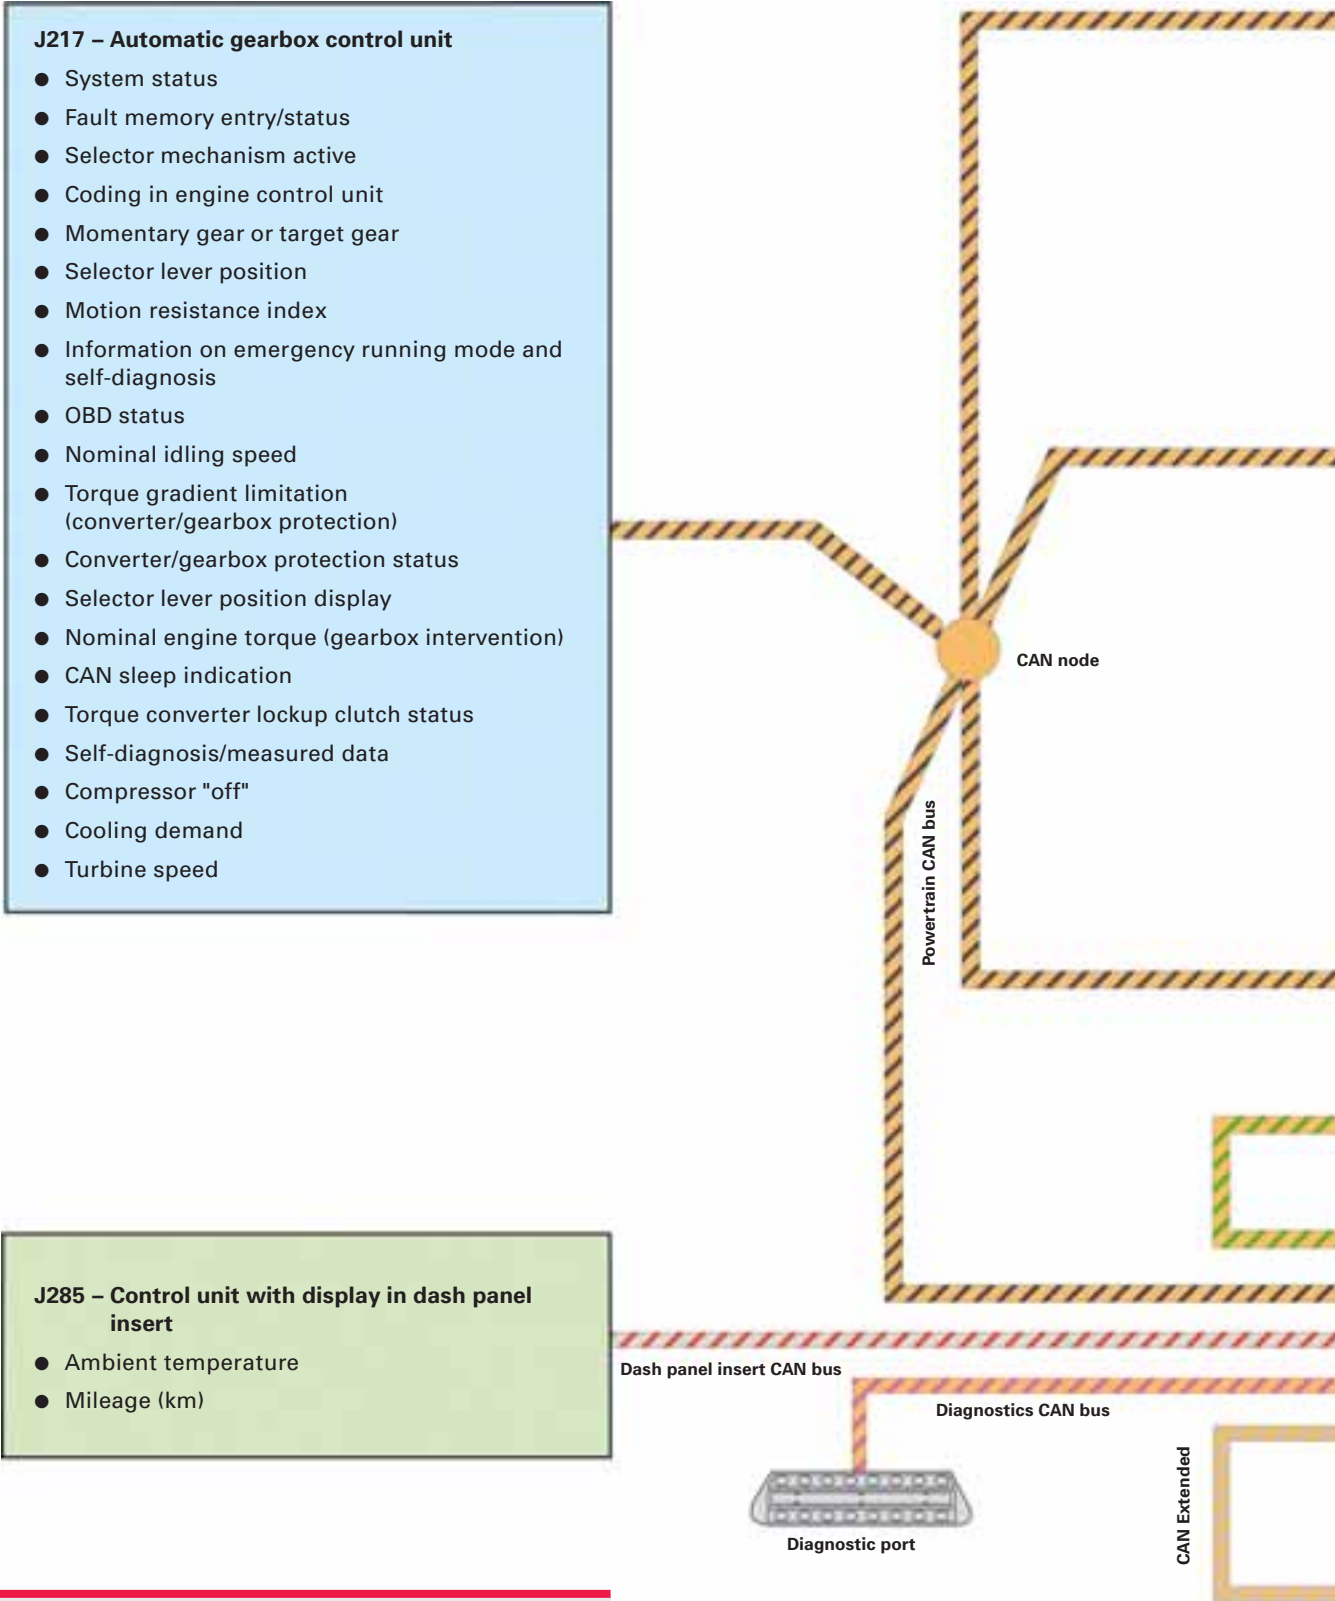 J217 – Automatic gearbox control unit
● System status
● Fault memory entry/status
● Selector mechanism active
● Coding in engine control unit
● Momentary gear or target gear
● Selector lever position
● Motion resistance index
● Information on emergency running mode and
self-diagnosis
● OBD status
● Nominal idling speed
● Torque gradient limitation
(converter/gearbox protection)
● Converter/gearbox protection status
● Selector lever position display
● Nominal engine torque (gearbox intervention)
● CAN sleep indication
● Torque converter lockup clutch status
● Self-diagnosis/measured data
● Compressor "off"
● Cooling demand
● Turbine speed
CAN node
Powertrain CAN bus
J285 – Control unit with display in dash panel
insert
● Ambient temperature
● Mileage (km)
Dash panel insert CAN bus
Diagnostics CAN bus
Diagnostic port
CAN Extended